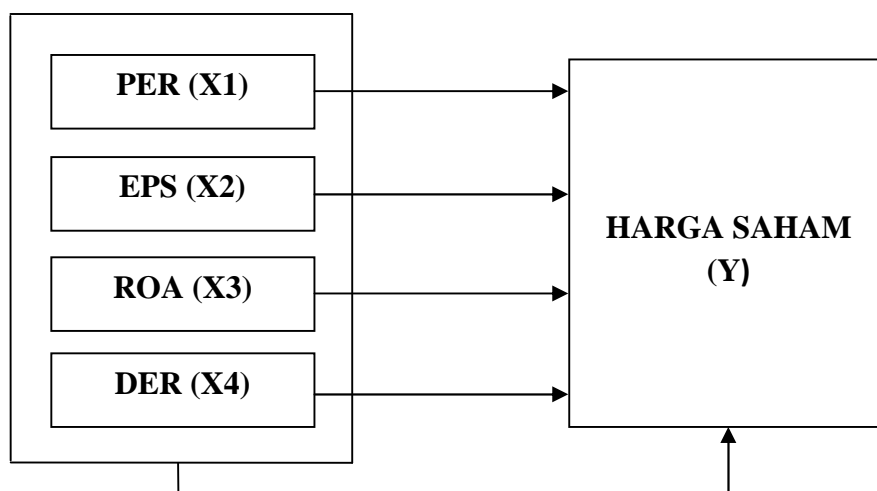 PER (X1)
EPS (X2)
ROA (X3)
DER (X4)
HARGA SAHAM
(Y)